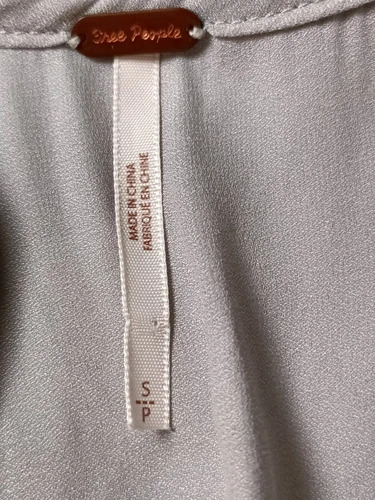 Free People
MADE IN CHINA
FABRIQUÉ EN CHINE
S:P